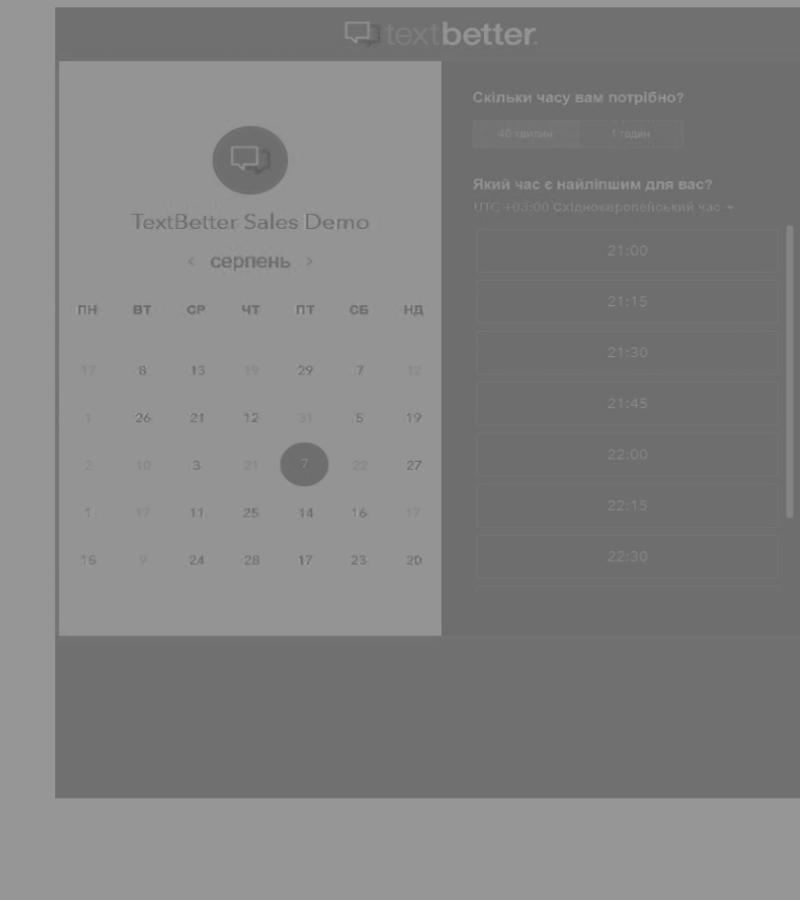 textbetter.
TextBetter Sales Demo
< серпень >
ПН ВТ СР ЧТ ПТ СБ НД
17 8 13 19 29 7 12
1 26 21 12 31 5 19
2 10 3 21 7 22 27
1 17 11 25 14 16 17
15 9 24 28 17 23 20
Скільки часу вам потрібно?
40 хвилин 1 годин
Який час є найліпшим для вас?
UTC +03:00 Східноєвропейський час
21:00
21:15
21:30
21:45
22:00
22:15
22:30